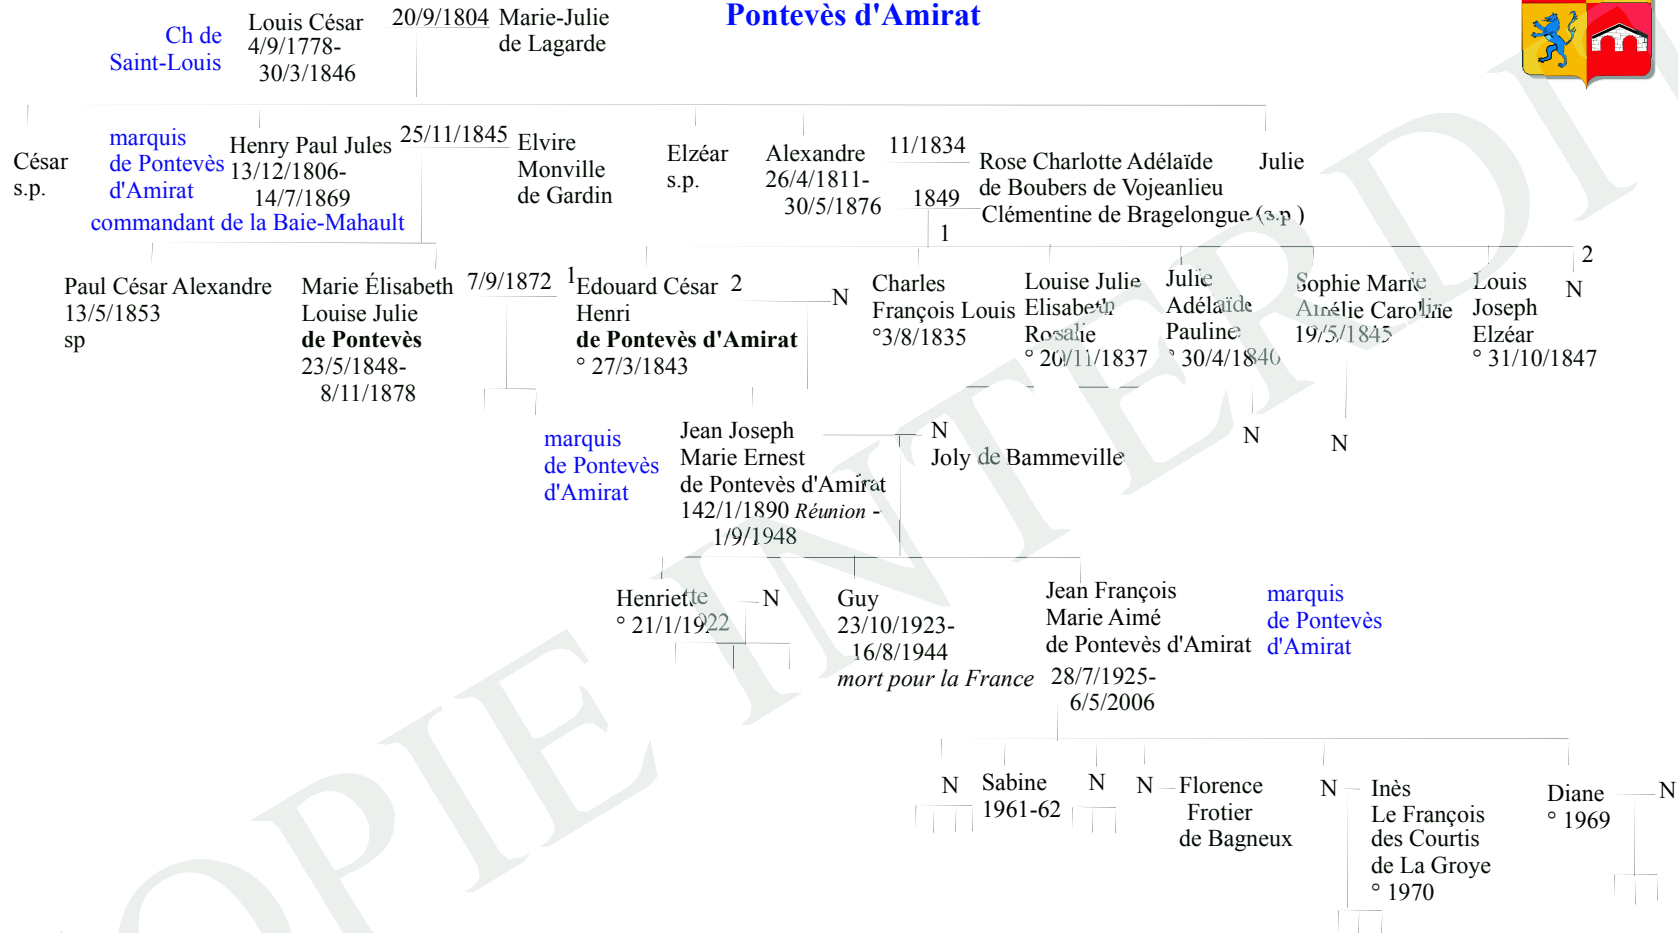 Pontevès d'Amirat
Ch de
Saint-Louis
Louis César
4/9/1778-
30/3/1846
20/9/1804
Marie-Julie
de Lagarde
César
s.p.
marquis
de Pontevès
d'Amirat
commandant de la Baie-Mahault
Henry Paul Jules
13/12/1806-
14/7/1869
25/11/1845
Elvire
Monville
de Gardin
Elzéar
s.p.
Alexandre
26/4/1811-
30/5/1876
11/1834
Rose Charlotte Adélaïde
de Boubers de Vojeanlieu
1849
Clémentine de Bragelongue (s.p )
Julie
1
2
Paul César Alexandre
13/5/1853
sp
Marie Élisabeth
Louise Julie
de Pontevès
23/5/1848-
8/11/1878
7/9/1872
1
Edouard César
Henri
de Pontevès d'Amirat
° 27/3/1843
2
N
Charles
François Louis
°3/8/1835
Louise Julie
Elisabeth
Rosalie
° 20/11/1837
Julie
Adélaïde
Pauline
° 30/4/1840
Sophie Marie
Amélie Caroline
19/5/1845
Louis
Joseph
Elzéar
° 31/10/1847
N
marquis
de Pontevès
d'Amirat
Jean Joseph
Marie Ernest
de Pontevès d'Amirat
142/1/1890 Réunion -
1/9/1948
N
Joly de Bammeville
N
N
Henriette
° 21/1/1922
N
Guy
23/10/1923-
16/8/1944
mort pour la France
Jean François
Marie Aimé
de Pontevès d'Amirat
28/7/1925-
6/5/2006
marquis
de Pontevès
d'Amirat
N
Sabine
1961-62
N
N
Florence
Frotier
de Bagneux
N
Inès
Le François
des Courtis
de La Groye
° 1970
Diane
° 1969
N
OPIE INTERDI